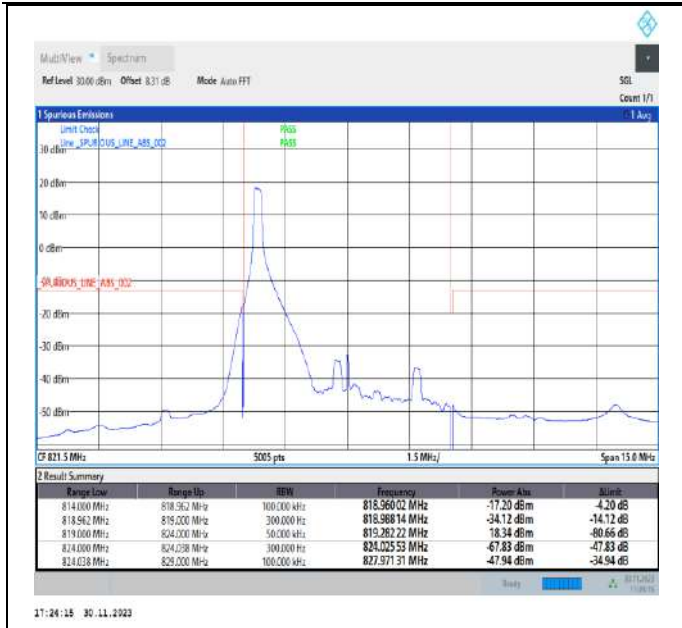 MultiView Spectrum
Ref Level 30.00 dBm Offset 8.31 dB Mode Auto FFT SGL
Count 1/1
1 Spurious Emissions 1 Avg
Limit Check PASS
Line _SPURIOUS_LINE_ABS_002 PASS
30 dBm
20 dBm
10 dBm
0 dBm
_SPURIOUS_LINE_ABS_002
-20 dBm
-30 dBm
-40 dBm
-50 dBm
CF 821.5 MHz 5005 pts 1.5 MHz/ Span 15.0 MHz
2 Result Summary
Range Low Range Up RBW Frequency Power Abs ΔLimit
814.000 MHz 818.962 MHz 100.000 kHz 818.96002 MHz -17.20 dBm -4.20 dB
818.962 MHz 819.000 MHz 300.000 Hz 818.98814 MHz -34.12 dBm -14.12 dB
819.000 MHz 824.000 MHz 50.000 kHz 819.28222 MHz 18.34 dBm -80.66 dB
824.000 MHz 824.038 MHz 300.000 Hz 824.02553 MHz -67.83 dBm -47.83 dB
824.038 MHz 829.000 MHz 100.000 kHz 827.97131 MHz -47.94 dBm -34.94 dB
Ready
17:24:15 30.11.2023